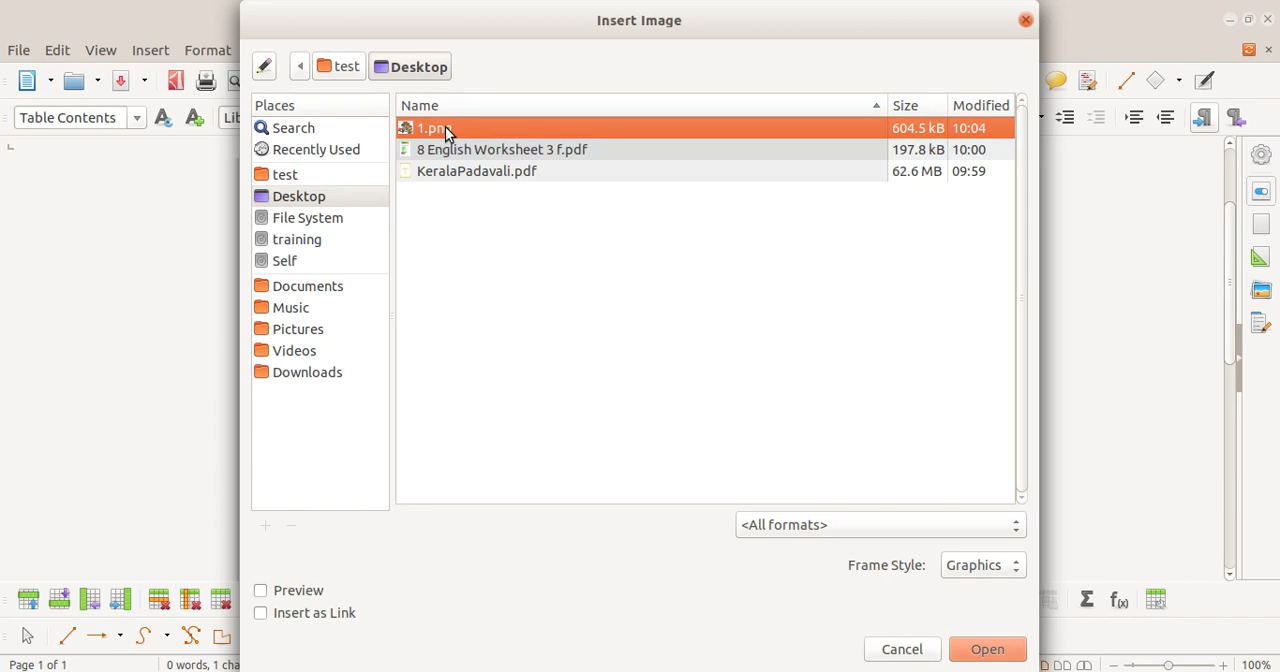 Insert Image
File Edit View Insert Format
test Desktop
Table Contents
Places
Name Size Modified
Search
1.png 604.5 kB 10:04
Recently Used
8 English Worksheet 3 f.pdf 197.8 kB 10:00
test
KeralaPadavali.pdf 62.6 MB 09:59
Desktop
File System
training
Self
Documents
Music
Pictures
Videos
Downloads
<All formats>
Frame Style: Graphics
Preview
Insert as Link
Cancel Open
Page 1 of 1 0 words, 1 cha 100%